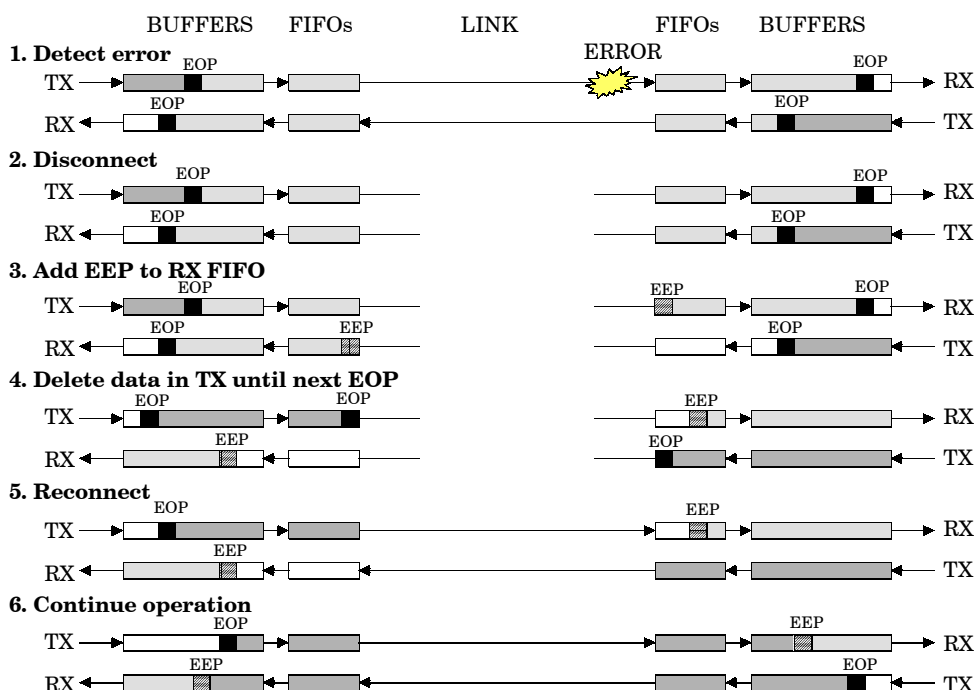 BUFFERS FIFOs LINK FIFOs BUFFERS
1. Detect error
ERROR
EOP EOP
TX RX
EOP EOP
RX TX
2. Disconnect
EOP EOP
TX RX
EOP EOP
RX TX
3. Add EEP to RX FIFO
EOP EEP EOP
TX RX
EOP EEP EOP
RX TX
4. Delete data in TX until next EOP
EOP EOP EEP
TX RX
EEP EOP
RX TX
5. Reconnect
EOP EEP
TX RX
EEP
RX TX
6. Continue operation
EOP EEP
TX RX
EEP EOP
RX TX